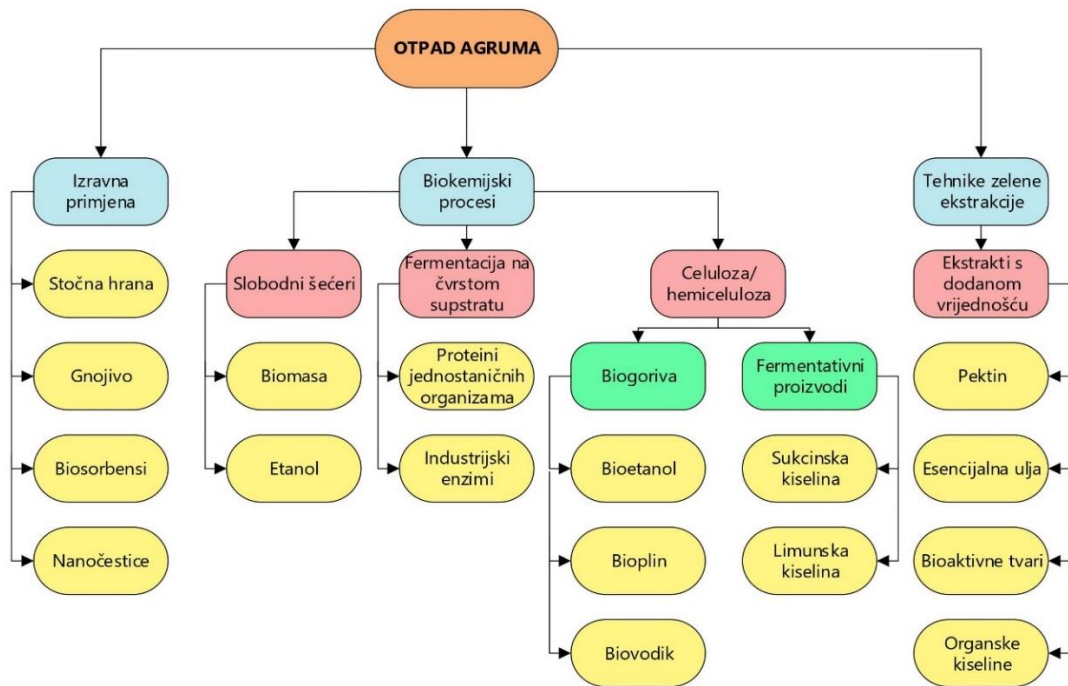 OTPAD AGRUMA
Izravna
primjena
Biokemijski
procesi
Tehnike zelene
ekstrakcije
Stočna hrana
Gnojivo
Biosorbensi
Nanočestice
Slobodni šećeri
Biomasa
Etanol
Fermentacija na
čvrstom
supstratu
Proteini
jednostaničnih
organizama
Industrijski
enzimi
Celuloza/
hemiceluloza
Biogoriva
Bioetanol
Bioplin
Biovodik
Fermentativni
proizvodi
Sukcinska
kiselina
Limunska
kiselina
Ekstrakti s
dodanom
vrijednošću
Pektin
Esencijalna ulja
Bioaktivne tvari
Organske
kiseline